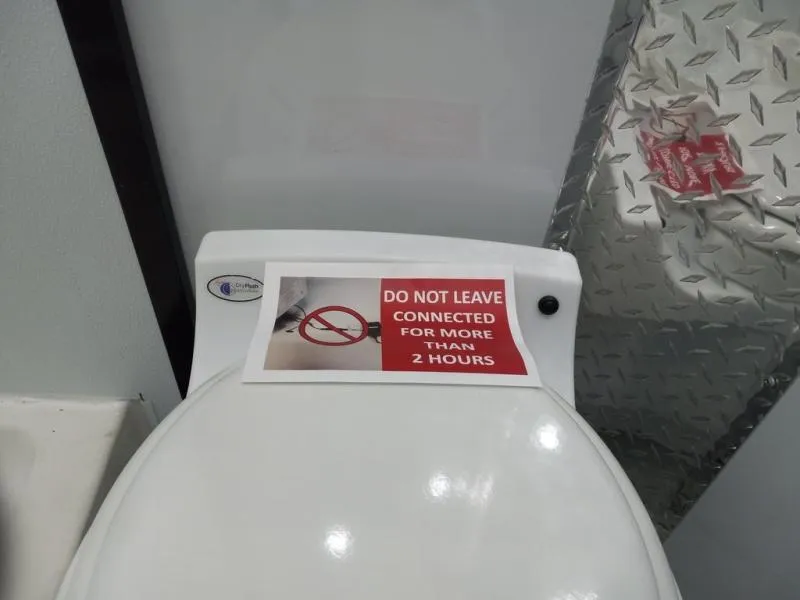 DO NOT LEAVE
CONNECTED
FOR MORE
THAN
2 HOURS